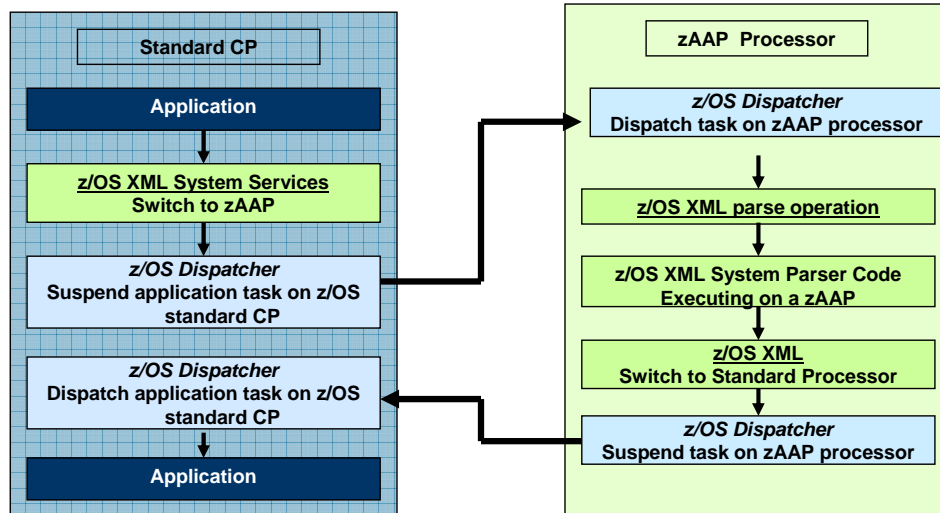 Standard CP
Application
z/OS XML System Services
Switch to zAAP
z/OS Dispatcher
Suspend application task on z/OS
standard CP
z/OS Dispatcher
Dispatch application task on z/OS
standard CP
Application
zAAP Processor
z/OS Dispatcher
Dispatch task on zAAP processor
z/OS XML parse operation
z/OS XML System Parser Code
Executing on a zAAP
z/OS XML
Switch to Standard Processor
z/OS Dispatcher
Suspend task on zAAP processor